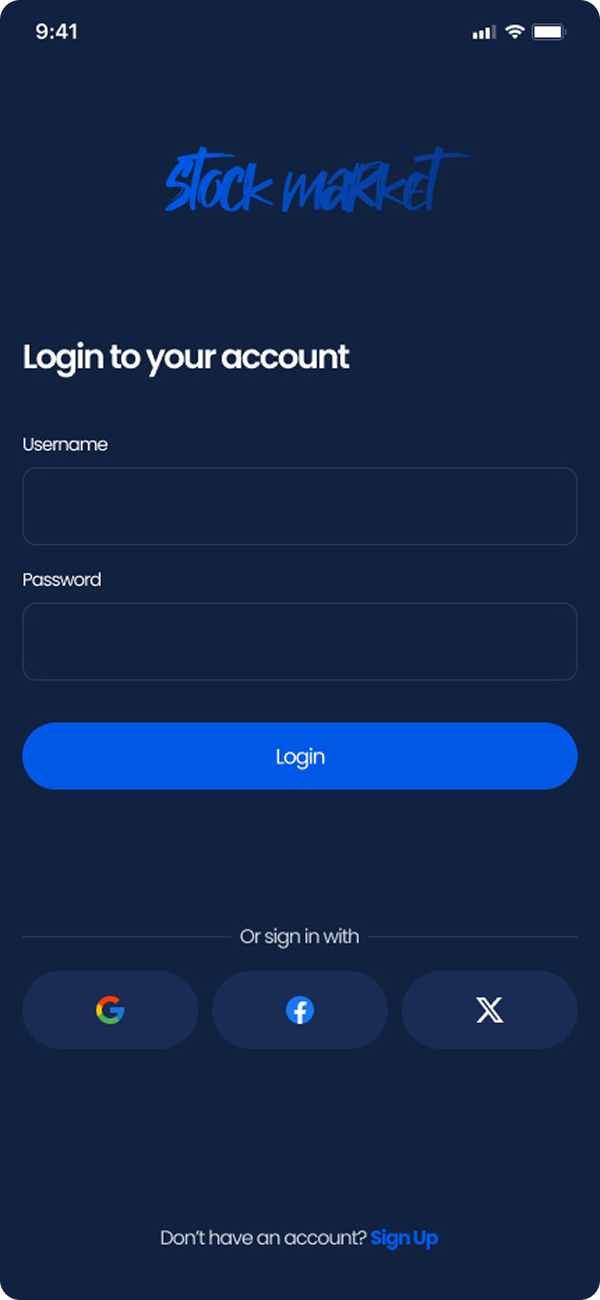 9:41
stock market
Login to your account
Username
Password
Login
Or sign in with
Don’t have an account? Sign Up